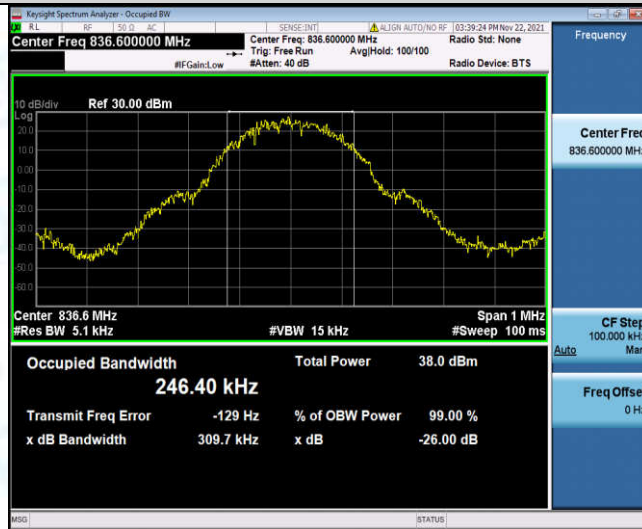 Keysight Spectrum Analyzer - Occupied BW
LXI RL RF 50 Ω AC SENSE:INT ALIGN AUTO/NO RF 03:39:24 PM Nov 22, 2021
Center Freq 836.600000 MHz Center Freq: 836.600000 MHz Radio Std: None
Trig: Free Run Avg|Hold: 100/100
#IFGain:Low #Atten: 40 dB Radio Device: BTS
10 dB/div Ref 30.00 dBm
Log
20.0
10.0
0.00
-10.0
-20.0
-30.0
-40.0
-50.0
-60.0
Center 836.6 MHz Span 1 MHz
#Res BW 5.1 kHz #VBW 15 kHz #Sweep 100 ms
Occupied Bandwidth Total Power 38.0 dBm
246.40 kHz
Transmit Freq Error -129 Hz % of OBW Power 99.00 %
x dB Bandwidth 309.7 kHz x dB -26.00 dB
MSG STATUS
Frequency
Center Freq
836.600000 MHz
CF Step
100.000 kHz
Auto Man
Freq Offset
0 Hz